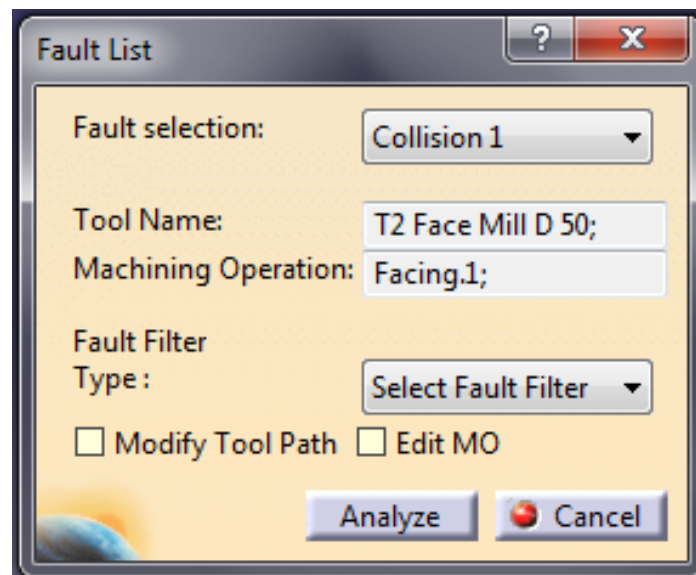 Fault List
Fault selection: Collision 1
Tool Name: T2 Face Mill D 50;
Machining Operation: Facing.1;
Fault Filter
Type : Select Fault Filter
Modify Tool Path Edit MO
Analyze Cancel